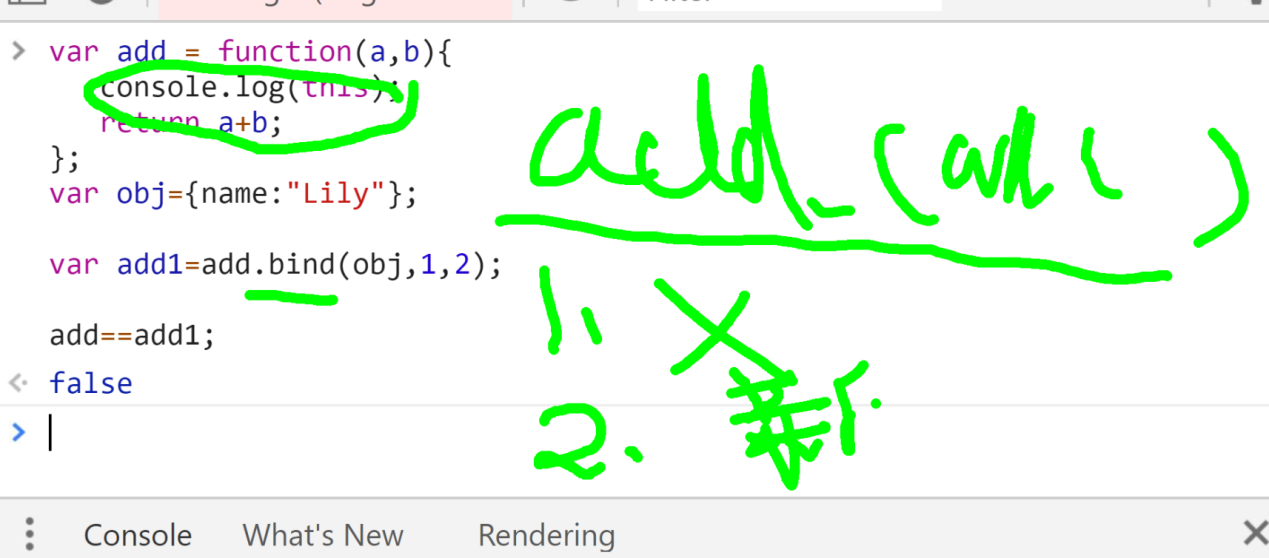 var add = function(a,b){
console.log(this);
return a+b;
};
var obj={name:"Lily"};
var add1=add.bind(obj,1,2);
add==add1;
false
1.
2. 新
Console What's New Rendering